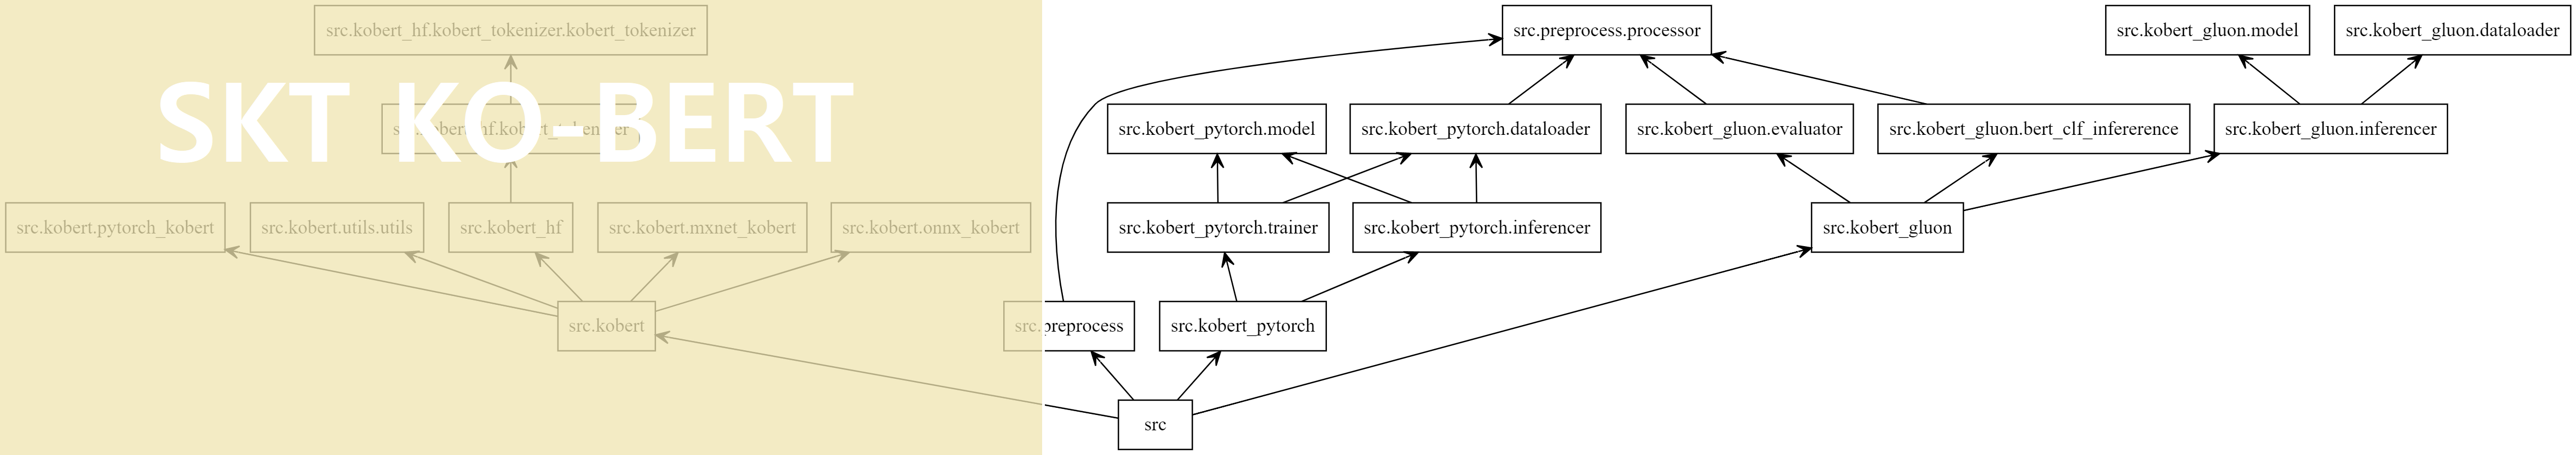 src.kobert_hf.kobert_tokenizer.kobert_tokenizer
src.preprocess.processor
src.kobert_gluon.model
src.kobert_gluon.dataloader
SKT KO-BERT
src.kobert_hf.kobert_tokenizer
src.kobert_pytorch.model
src.kobert_pytorch.dataloader
src.kobert_gluon.evaluator
src.kobert_gluon.bert_clf_infererence
src.kobert_gluon.inferencer
src.kobert.pytorch_kobert
src.kobert.utils.utils
src.kobert_hf
src.kobert.mxnet_kobert
src.kobert.onnx_kobert
src.kobert_pytorch.trainer
src.kobert_pytorch.inferencer
src.kobert_gluon
src.kobert
src.preprocess
src.kobert_pytorch
src